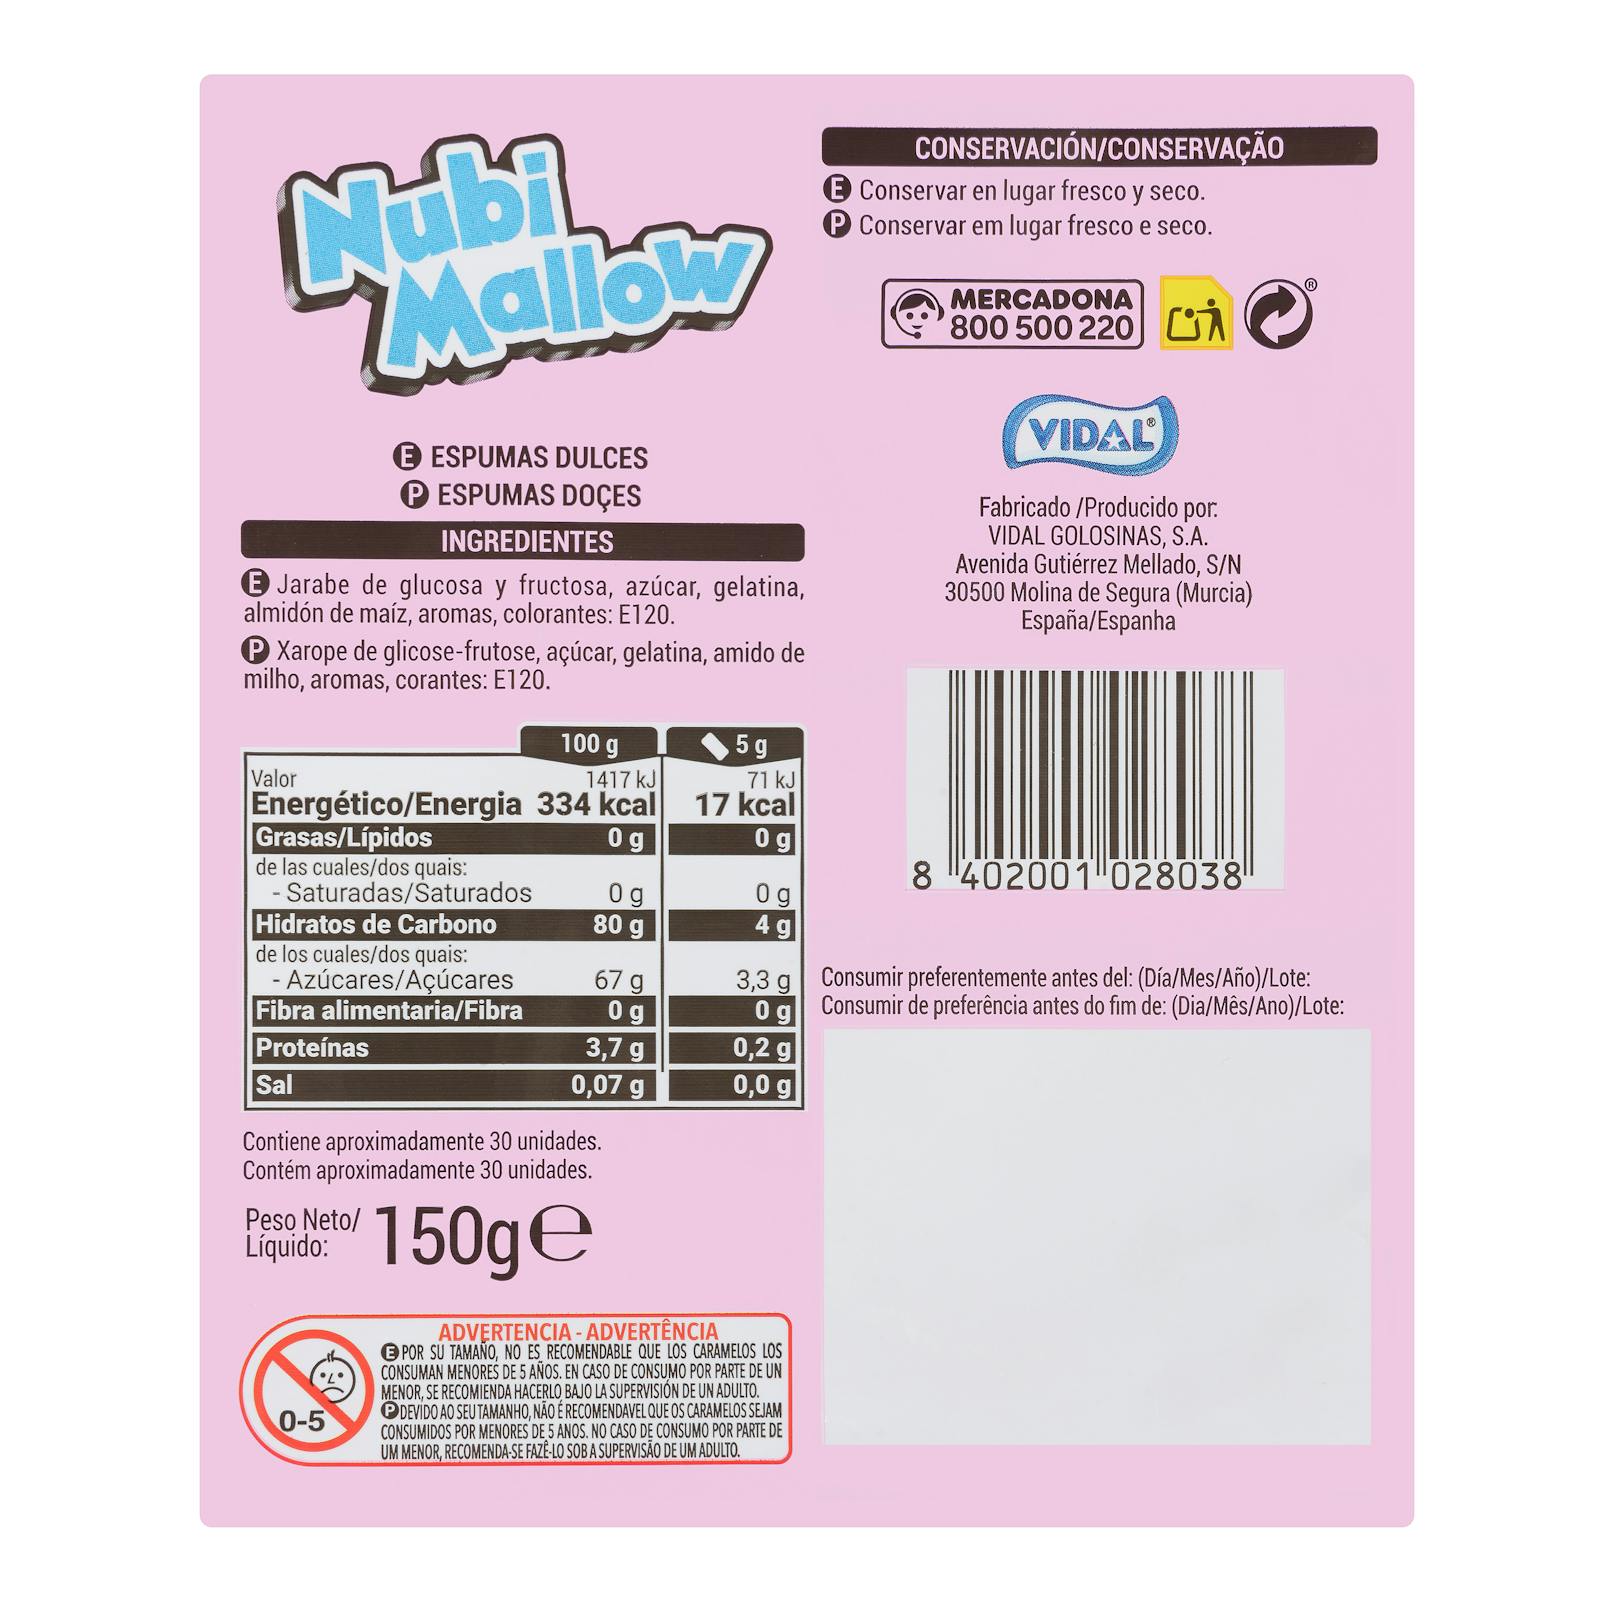 Nubi
Mallow
E ESPUMAS DULCES
P ESPUMAS DOÇES
INGREDIENTES
E Jarabe de glucosa y fructosa, azúcar, gelatina,
almidón de maíz, aromas, colorantes: E120.
P Xarope de glicose-frutose, açúcar, gelatina, amido de
milho, aromas, corantes: E120.
100 g 5 g
Valor 1417 kJ 71 kJ
Energético/Energia 334 kcal 17 kcal
Grasas/Lípidos 0 g 0 g
de las cuales/dos quais:
- Saturadas/Saturados 0 g 0 g
Hidratos de Carbono 80 g 4 g
de los cuales/dos quais:
- Azúcares/Açúcares 67 g 3,3 g
Fibra alimentaria/Fibra 0 g 0 g
Proteínas 3,7 g 0,2 g
Sal 0,07 g 0,0 g
Contiene aproximadamente 30 unidades.
Contém aproximadamente 30 unidades.
Peso Neto/
Líquido: 150g e
ADVERTENCIA - ADVERTÊNCIA
E POR SU TAMAÑO, NO ES RECOMENDABLE QUE LOS CARAMELOS LOS
CONSUMAN MENORES DE 5 AÑOS. EN CASO DE CONSUMO POR PARTE DE UN
MENOR, SE RECOMIENDA HACERLO BAJO LA SUPERVISIÓN DE UN ADULTO.
P DEVIDO AO SEU TAMANHO, NÃO É RECOMENDAVEL QUE OS CARAMELOS SEJAM
CONSUMIDOS POR MENORES DE 5 ANOS. NO CASO DE CONSUMO POR PARTE DE
UM MENOR, RECOMENDA-SE FAZÊ-LO SOB A SUPERVISÃO DE UM ADULTO.
0-5
CONSERVACIÓN/CONSERVAÇÃO
E Conservar en lugar fresco y seco.
P Conservar em lugar fresco e seco.
MERCADONA
800 500 220
®
VIDAL®
Fabricado /Producido por:
VIDAL GOLOSINAS, S.A.
Avenida Gutiérrez Mellado, S/N
30500 Molina de Segura (Murcia)
España/Espanha
8 402001 028038
Consumir preferentemente antes del: (Día/Mes/Año)/Lote:
Consumir de preferência antes do fim de: (Dia/Mês/Ano)/Lote: